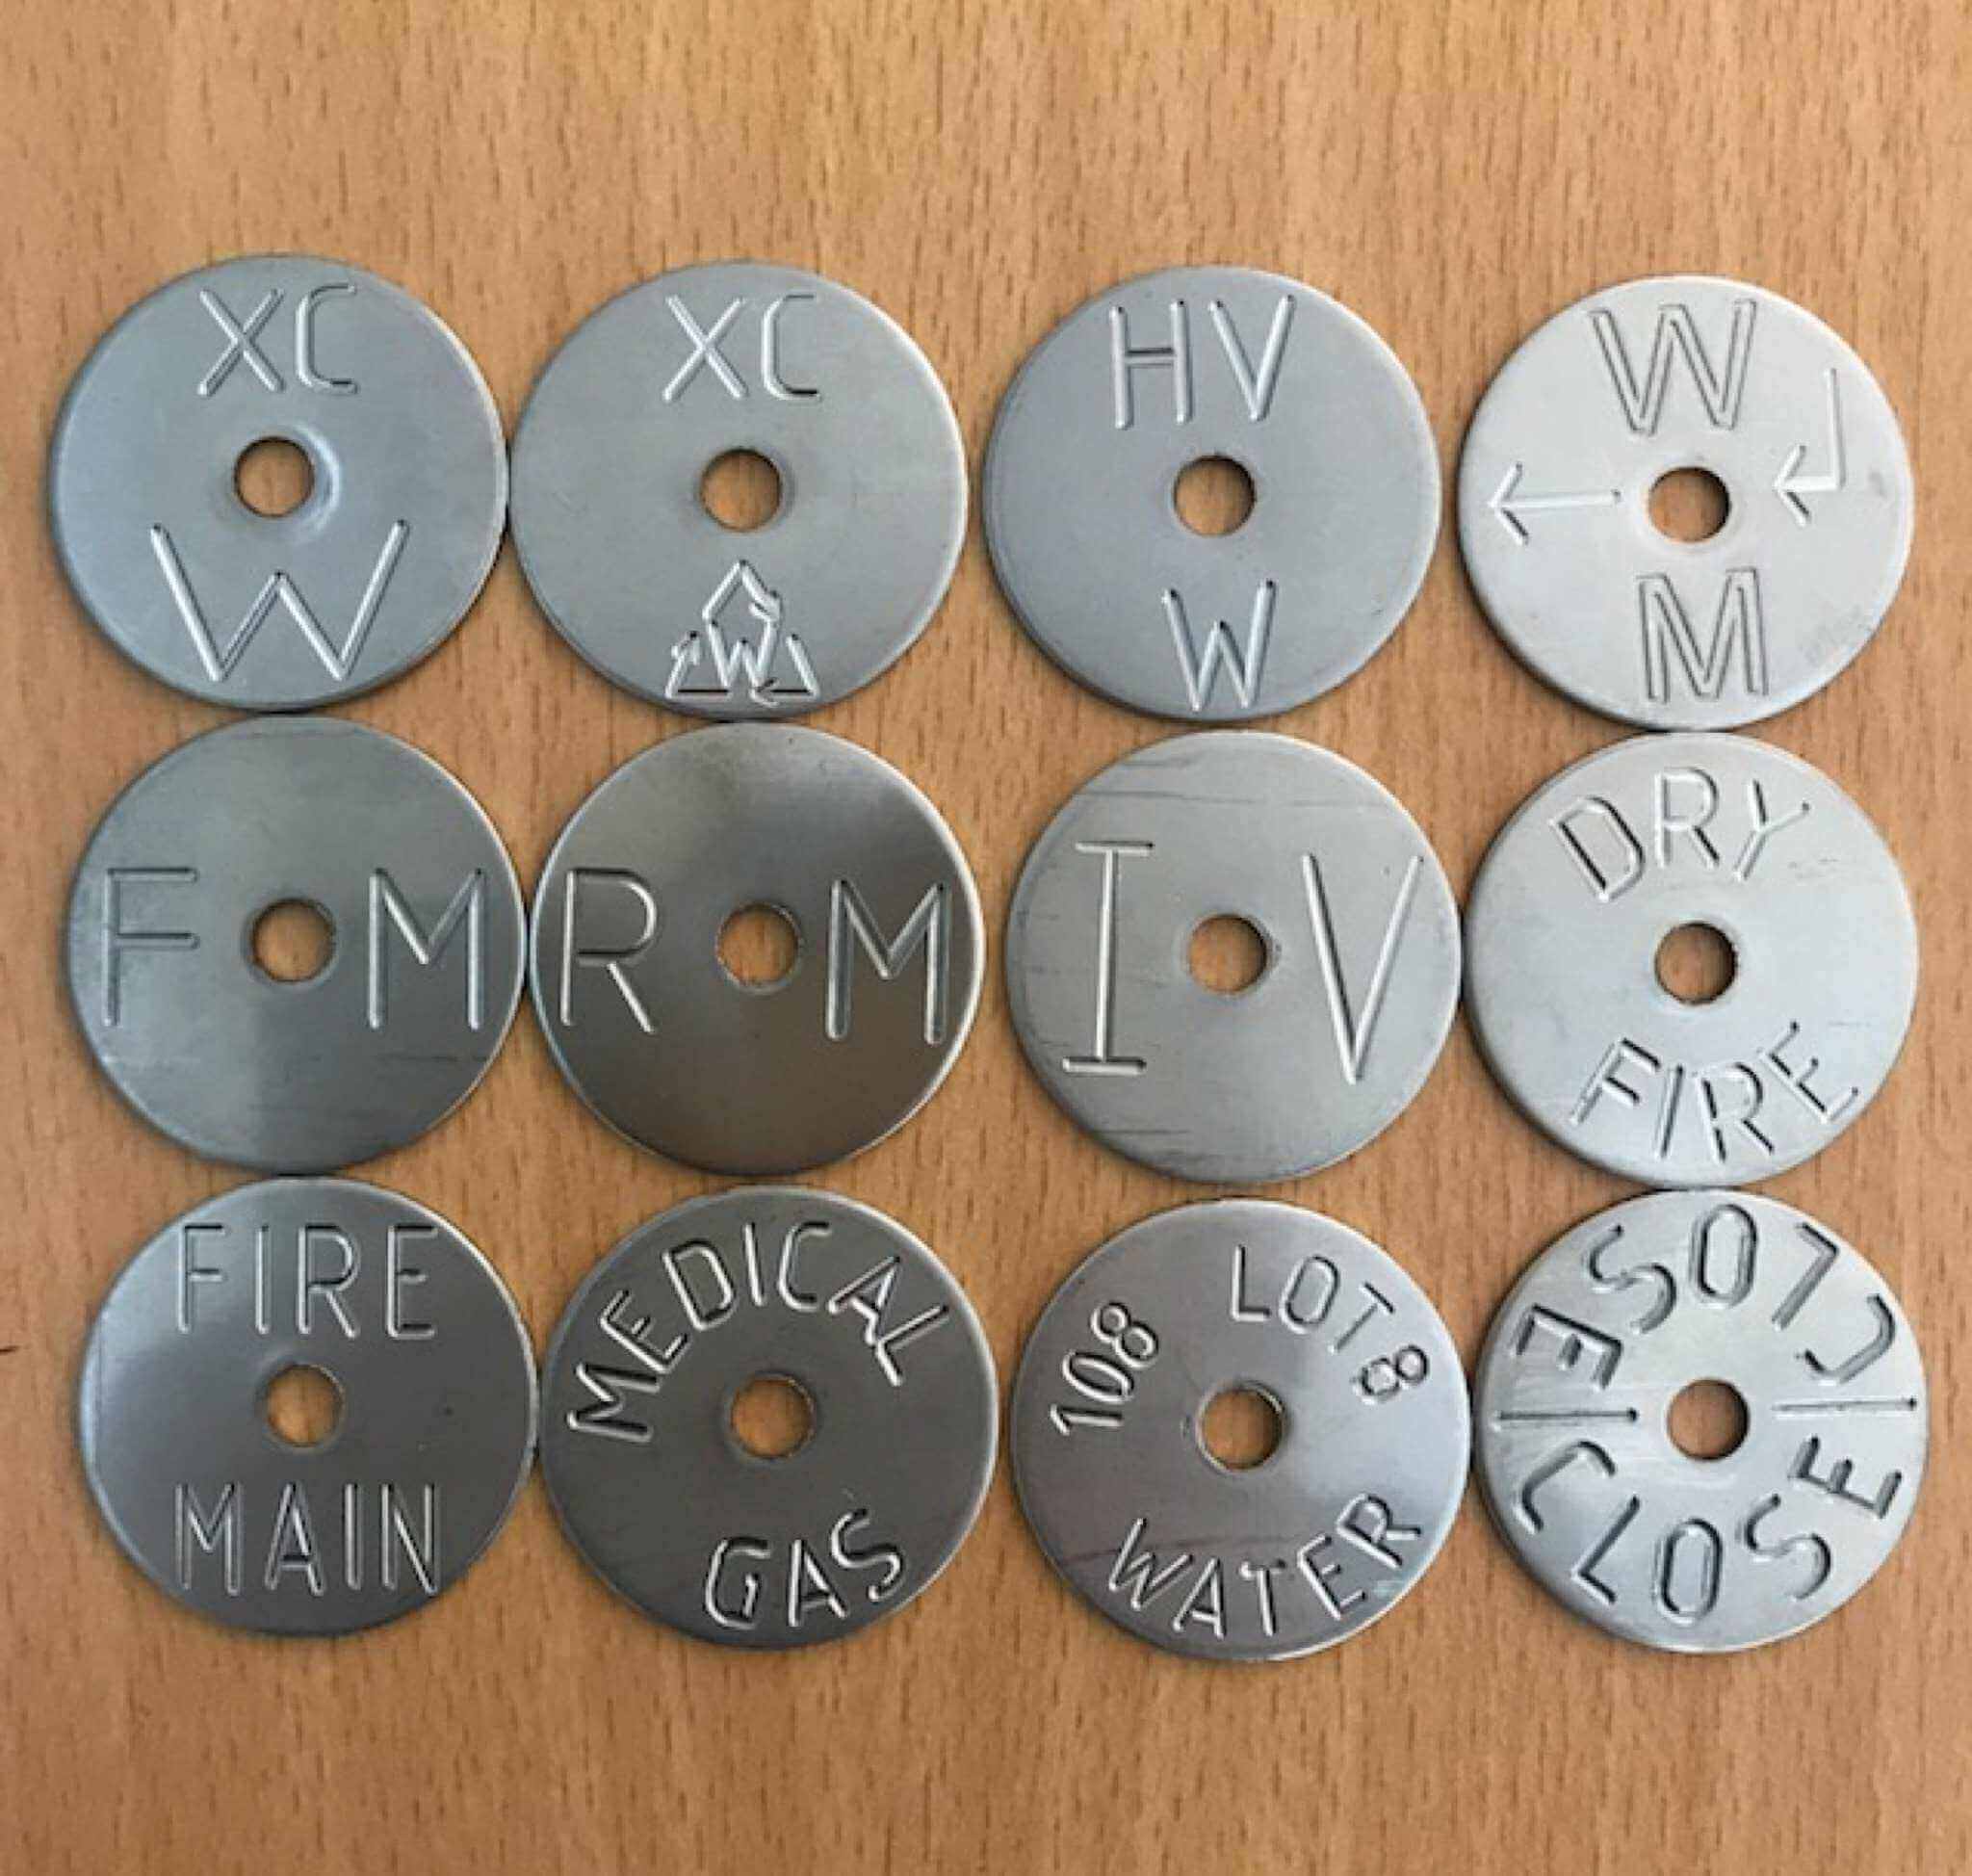 XC
W
XC
W
HV
W
W
← ↲
M
F M
R M
I V
DRY
FIRE
FIRE
MAIN
MEDICAL
GAS
108 LOT 8
WATER
CLOSE
CLOSE